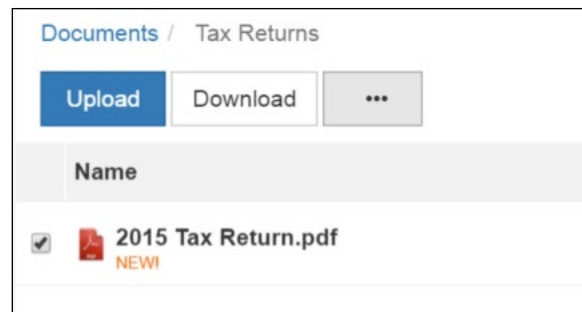 Documents / Tax Returns
Upload Download •••
Name
2015 Tax Return.pdf
NEW!